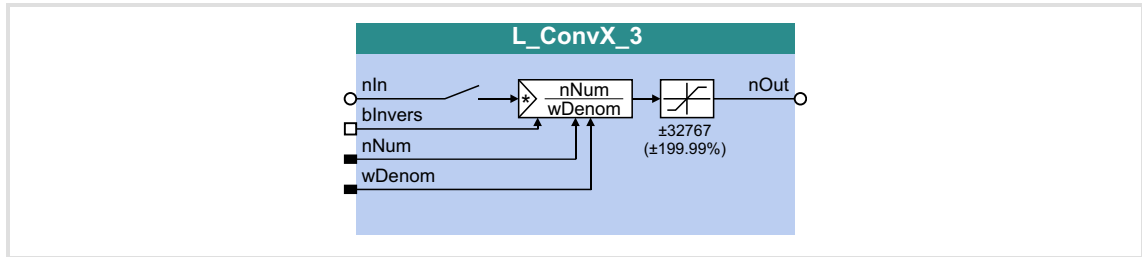 L_ConvX_3
nIn
nOut
* nNum
wDenom
bInvers
±32767
(±199.99%)
nNum
wDenom